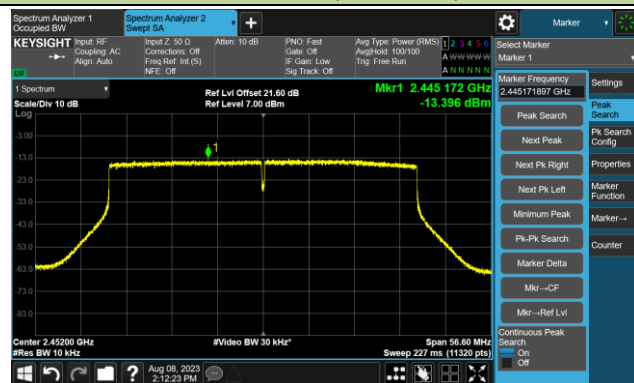 Spectrum Analyzer 1
Occupied BW
Spectrum Analyzer 2
Swept SA
+
Marker
KEYSIGHT
Input: RF
Coupling: AC
Align: Auto
Input Z: 50 Ω
Corrections: Off
Freq Ref: Int (S)
NFE: Off
Atten: 10 dB
PNO: Fast
Gate: Off
IF Gain: Low
Sig Track: Off
Avg Type: Power (RMS)
Avg|Hold: 100/100
Trig: Free Run
1 2 3 4 5 6
A W W W W W
A N N N N N
Select Marker
Marker 1
LXI
1 Spectrum
Scale/Div 10 dB
Log
Ref Lvl Offset 21.60 dB
Ref Level 7.00 dBm
Mkr1 2.445 172 GHz
-13.396 dBm
1
-3.00
-13.0
-23.0
-33.0
-43.0
-53.0
-63.0
-73.0
-83.0
Center 2.45200 GHz
#Res BW 10 kHz
#Video BW 30 kHz*
Span 56.60 MHz
Sweep 227 ms (11320 pts)
Marker Frequency
2.445171897 GHz
Peak Search
Next Peak
Next Pk Right
Next Pk Left
Minimum Peak
Pk-Pk Search
Marker Delta
Mkr→CF
Mkr→Ref Lvl
Continuous Peak
Search
On
Off
Settings
Peak
Search
Pk Search
Config
Properties
Marker
Function
Marker→
Counter
?
Aug 08, 2023
2:12:23 PM